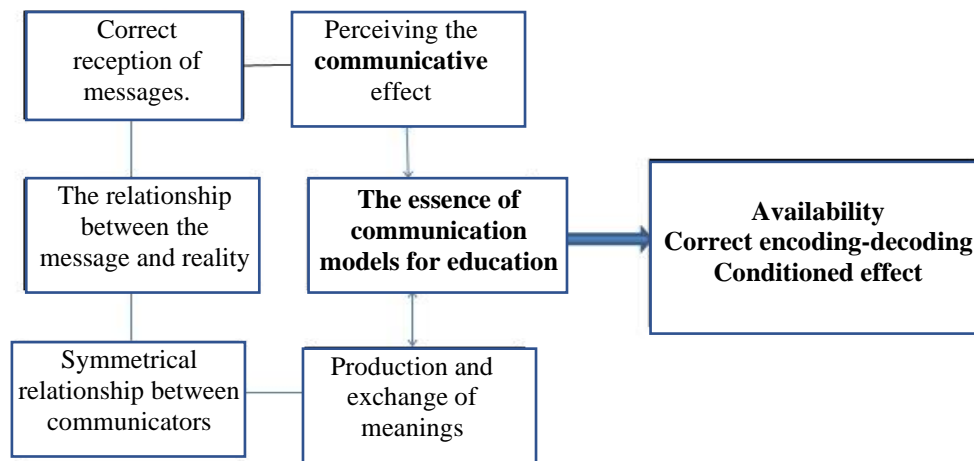 Correct
reception of
messages.
Perceiving the
communicative
effect
The relationship
between the
message and reality
The essence of
communication
models for education
Availability
Correct encoding-decoding
Conditioned effect
Symmetrical
relationship between
communicators
Production and
exchange of
meanings